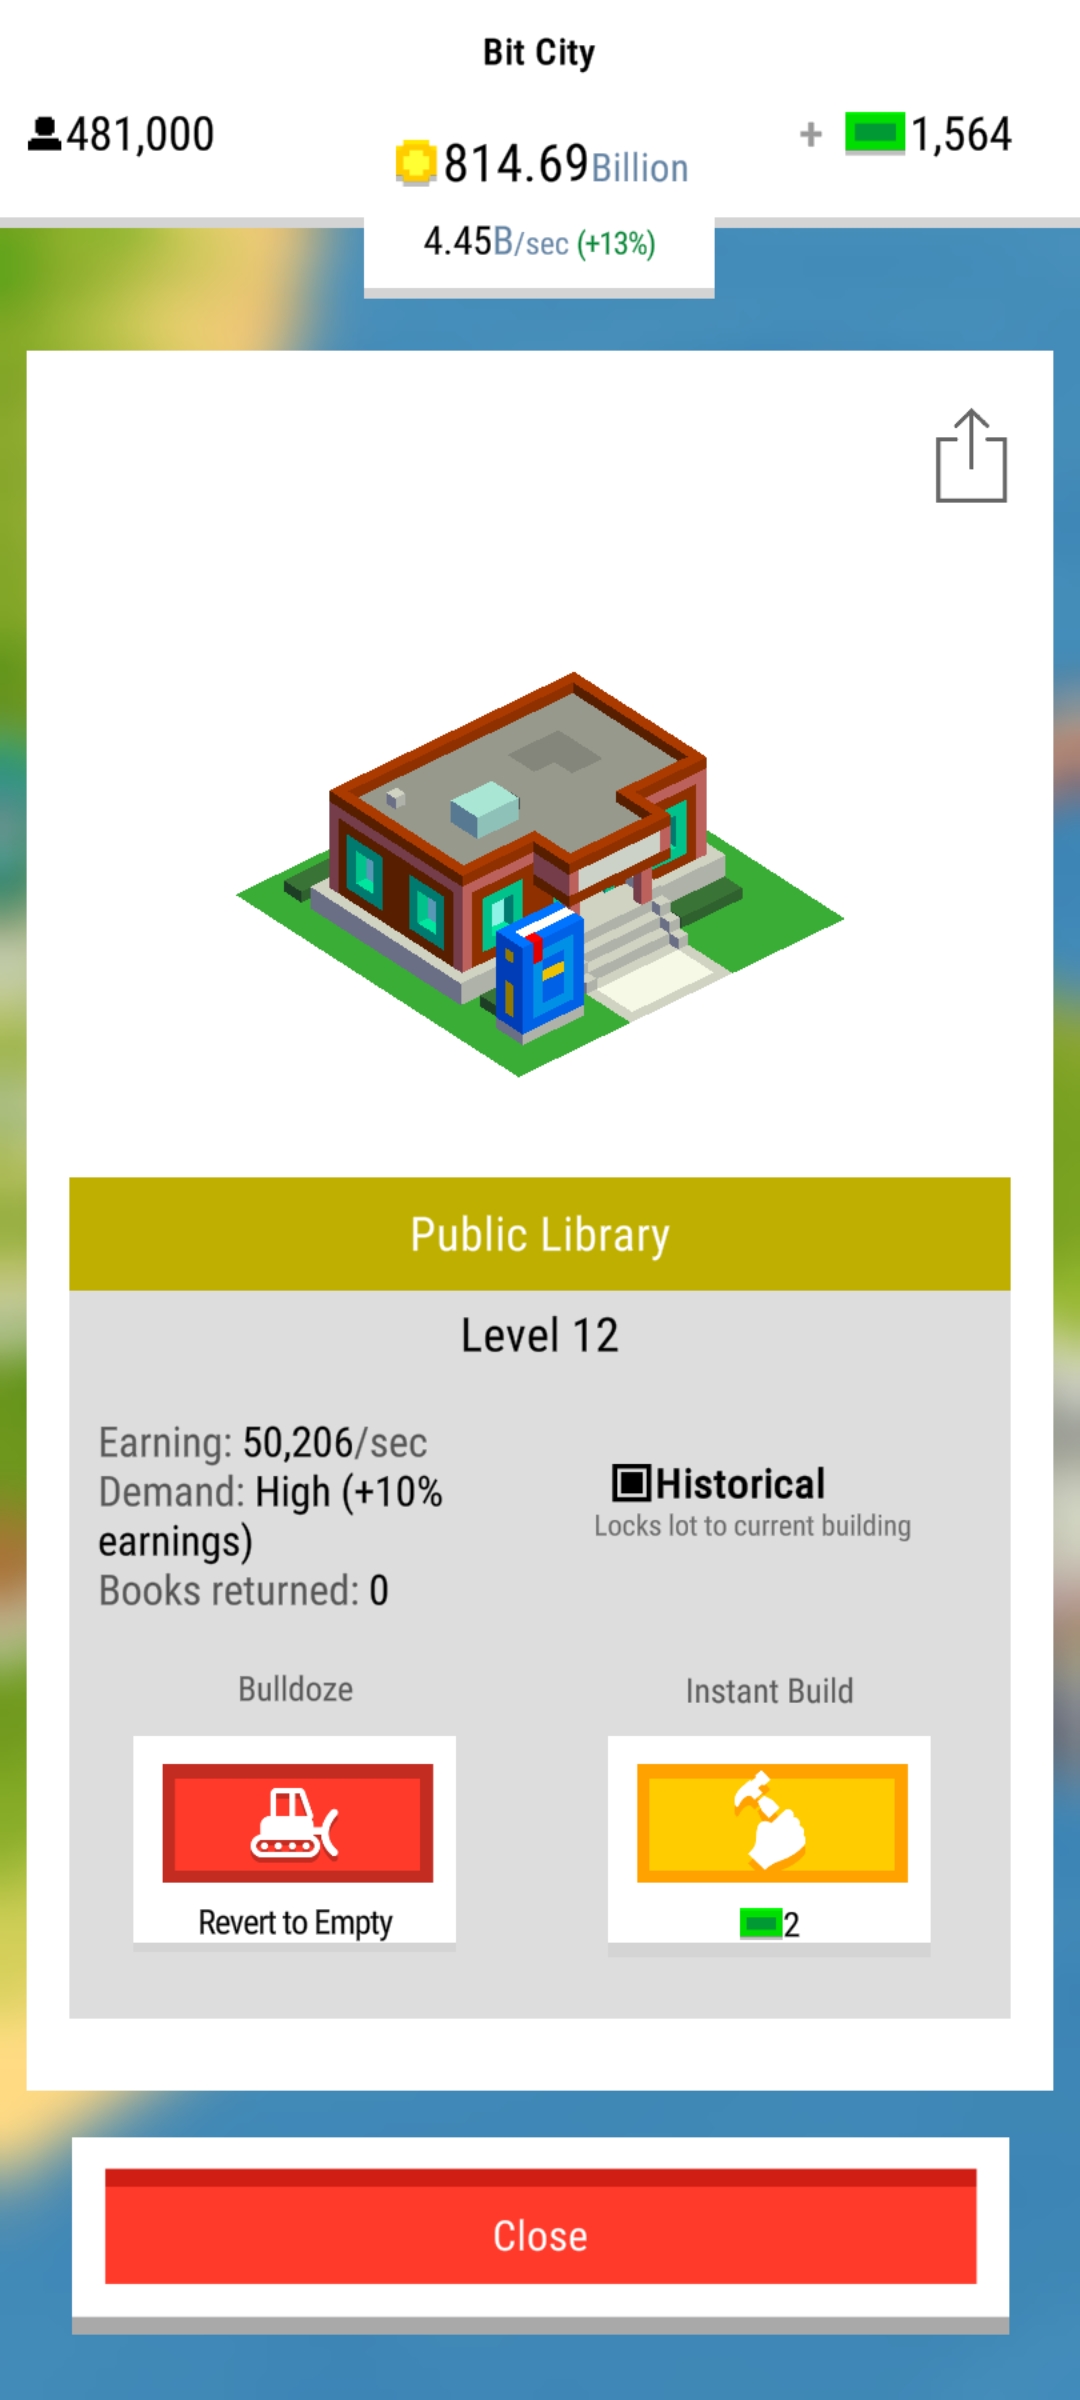 Bit City
481,000
814.69Billion
+ 1,564
4.45B/sec (+13%)
Public Library
Level 12
Earning: 50,206/sec
Demand: High (+10%
earnings)
Books returned: 0
Historical
Locks lot to current building
Bulldoze
Instant Build
Revert to Empty
2
Close